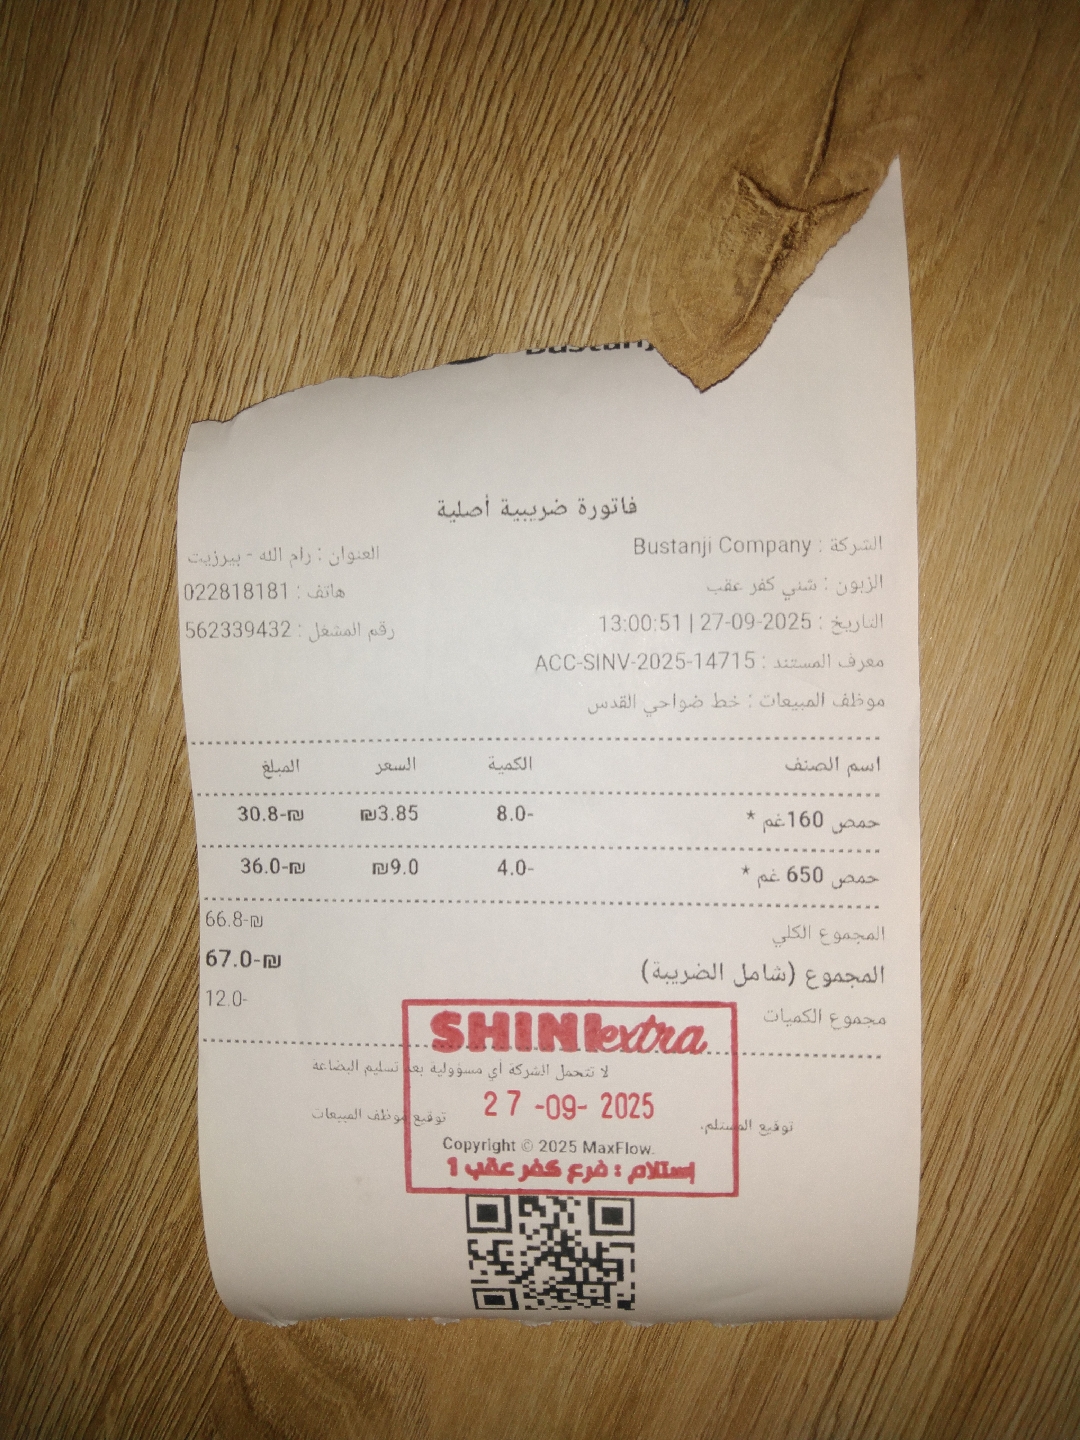 Bustanji
فاتورة ضريبية أصلية
الشركة : Bustanji Company
العنوان : رام الله - بيرزيت
الزبون : شني كفر عقب
هاتف : 022818181
التاريخ : 27-09-2025 | 13:00:51
رقم المشغل : 562339432
معرف المستند : ACC-SINV-2025-14715
موظف المبيعات : خط ضواحي القدس
اسم الصنف الكمية السعر المبلغ
حمص 160غم * 8.0- ₪3.85 30.8-₪
حمص 650 غم * 4.0- ₪9.0 36.0-₪
المجموع الكلي 66.8-₪
المجموع (شامل الضريبة) 67.0-₪
مجموع الكميات 12.0-
SHINIextra
لا تتحمل الشركة أي مسؤولية بعد تسليم البضاعة
27-09-2025
توقيع المستلم. توقيع موظف المبيعات
Copyright © 2025 MaxFlow.
إستلام : فرع كفر عقب 1